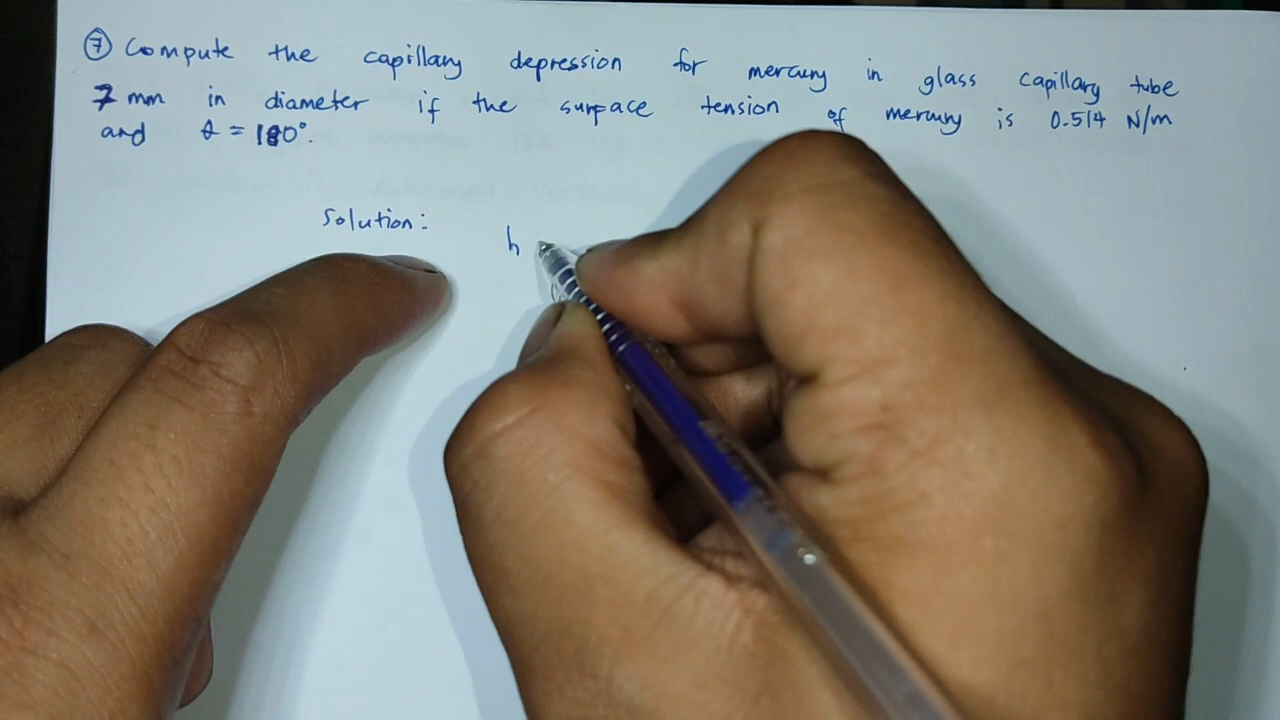 ⑦ Compute the capillary depression for mercury in glass capillary tube
7 mm in diameter if the surface tension of mercury is 0.514 N/m
and θ = 180°.
Solution:
h